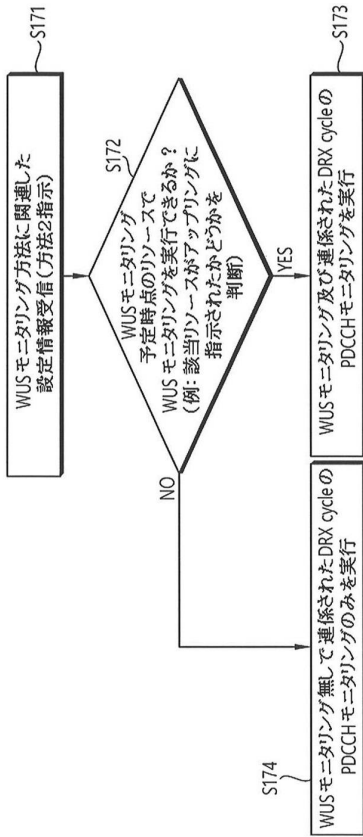 S171
WUSモニタリング方法に関連した
設定情報受信(方法2指示)
S172
WUSモニタリング
予定時点のリソースで
WUSモニタリングを実行できるか?
(例:該当リソースがアップリングに
指示されたかどうかを
判断)
NO
YES
S173
WUSモニタリング及び連係されたDRX cycleの
PDCCHモニタリングを実行
S174
WUSモニタリング無しで連係されたDRX cycleの
PDCCHモニタリングのみを実行